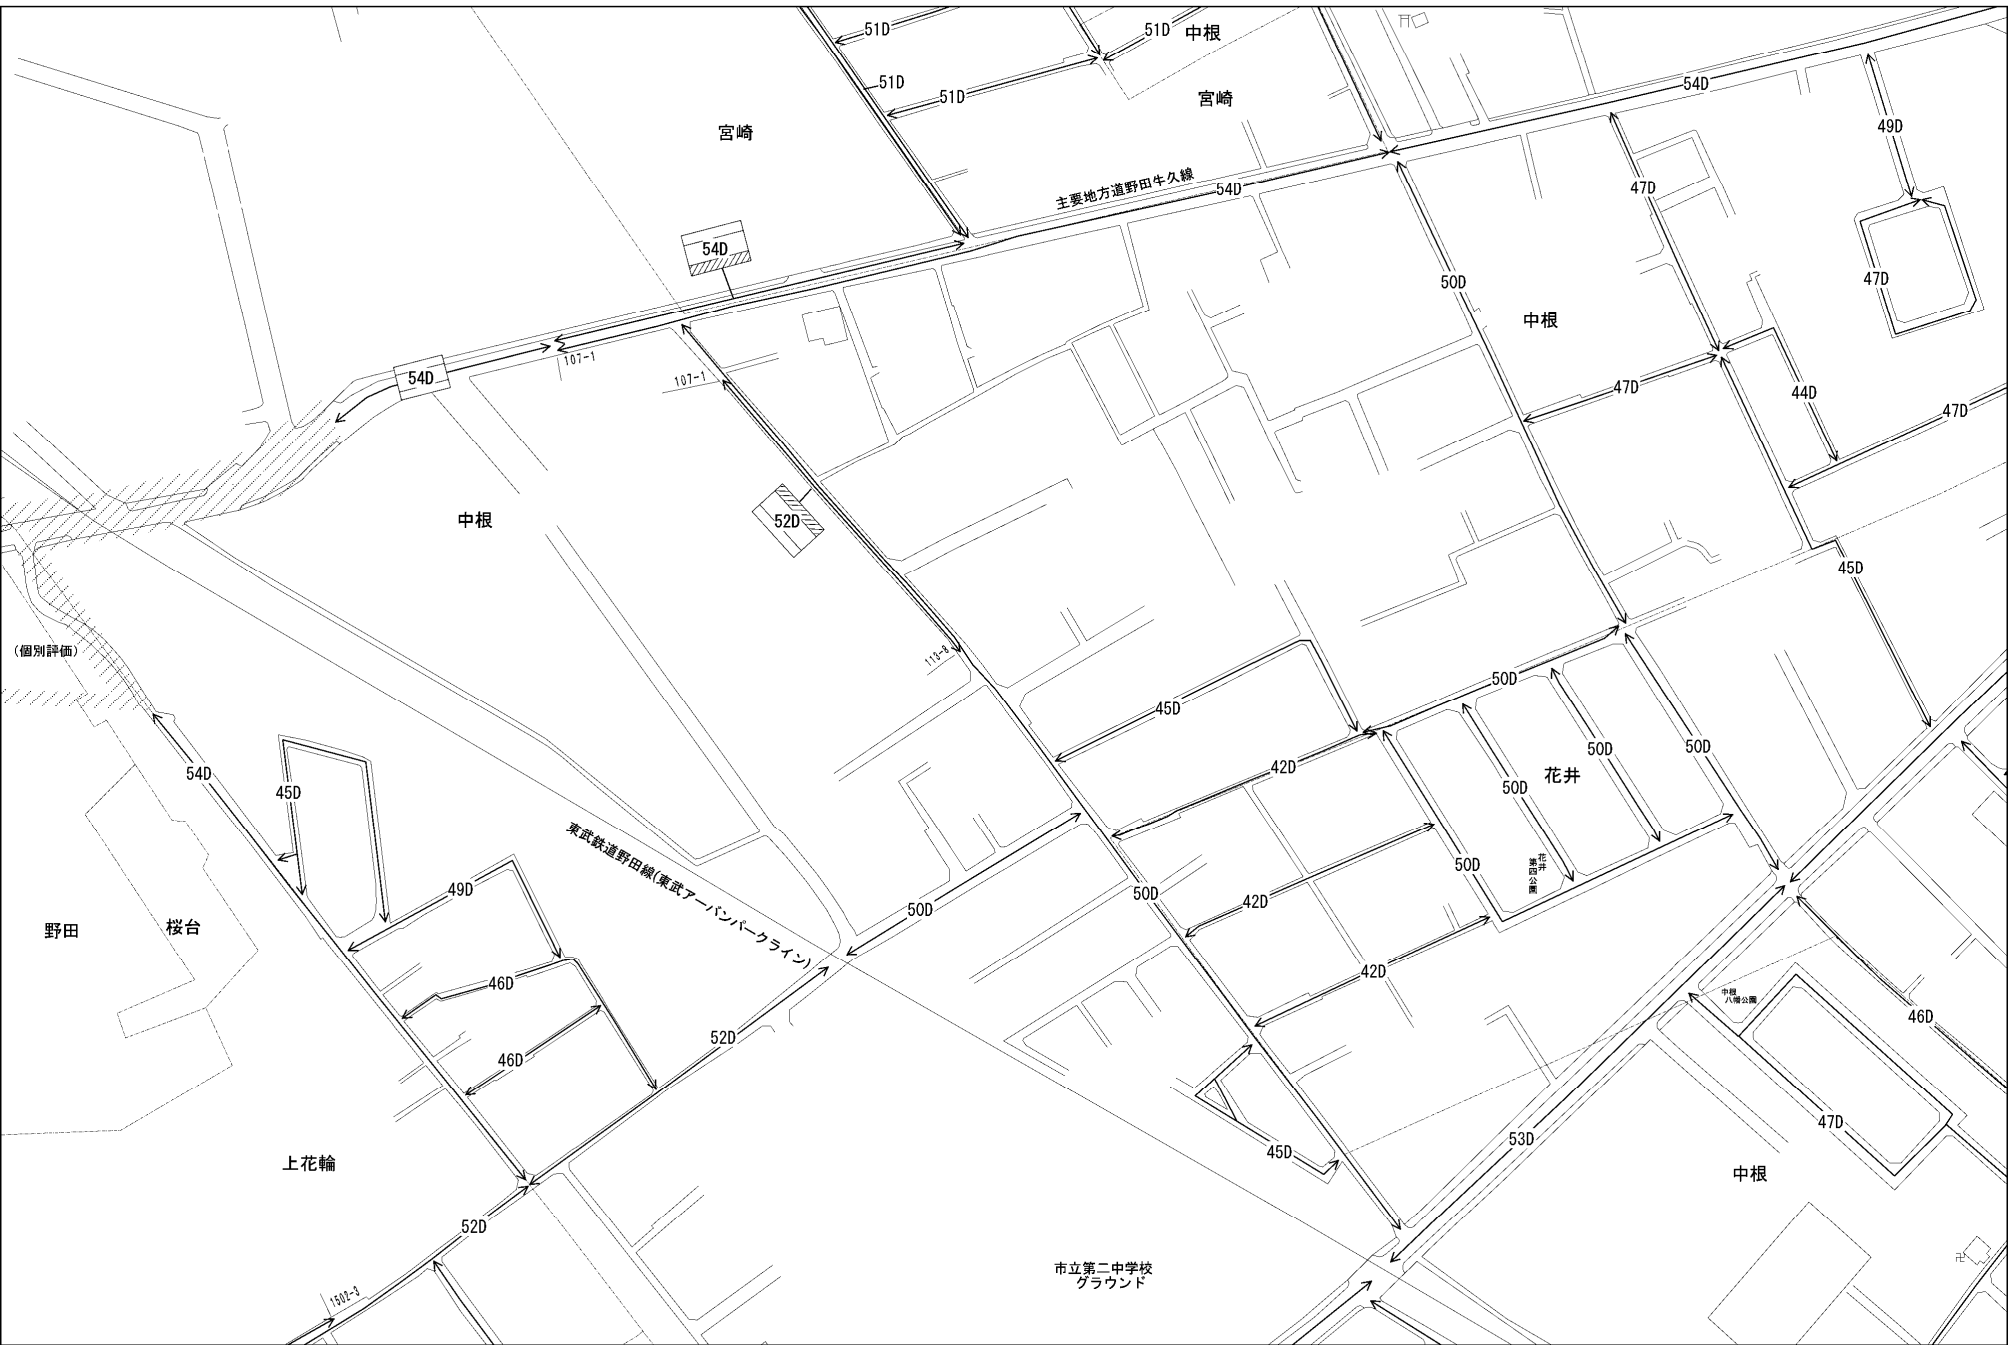 51D
51D
中根
51D
51D
54D
宮崎
宮崎
49D
主要地方道野田牛久線
54D
47D
54D
47D
50D
中根
107-1
107-1
54D
47D
44D
47D
中根
52D
45D
(個別評価)
113-8
50D
45D
50D
50D
54D
42D
花井
50D
45D
東武鉄道野田線(東武アーバンパークライン)
花井
第四公園
50D
49D
50D
50D
42D
野田
桜台
42D
46D
中根
八幡公園
46D
52D
46D
47D
53D
45D
上花輪
中根
52D
市立第二中学校
グラウンド
1502-3